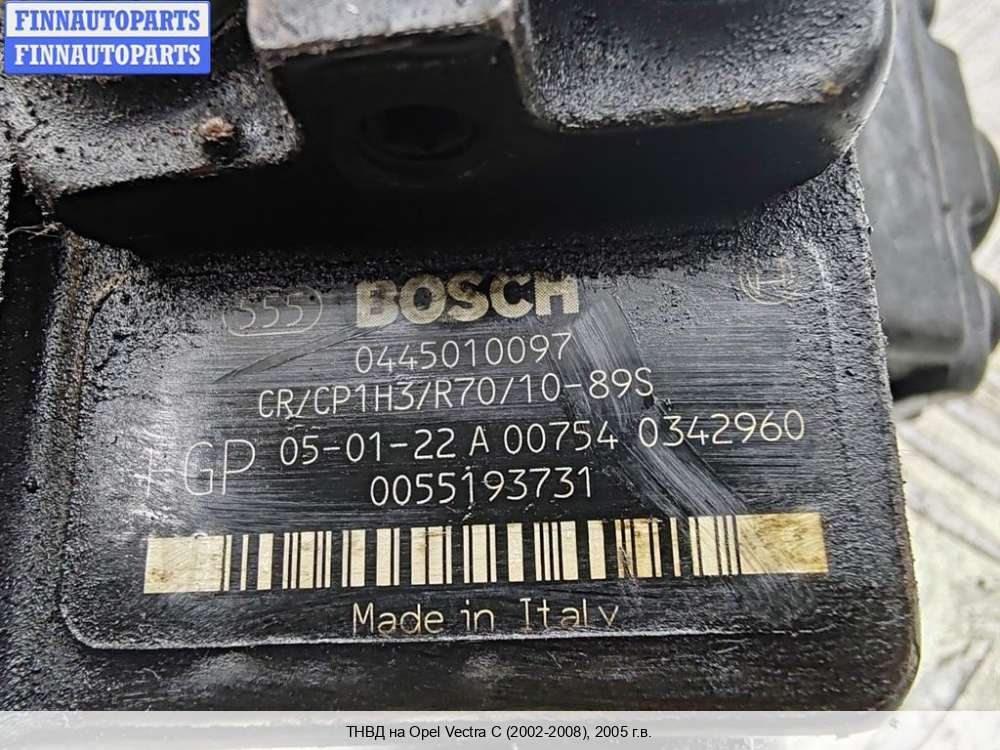 FINNAUTOPARTS
FINNAUTOPARTS
555 BOSCH
0445010097
CR/CP1H3/R70/10-89S
GP 05-01-22 A 00754 0342960
0055193731
Made in Italy
ТНВД на Opel Vectra C (2002-2008), 2005 г.в.